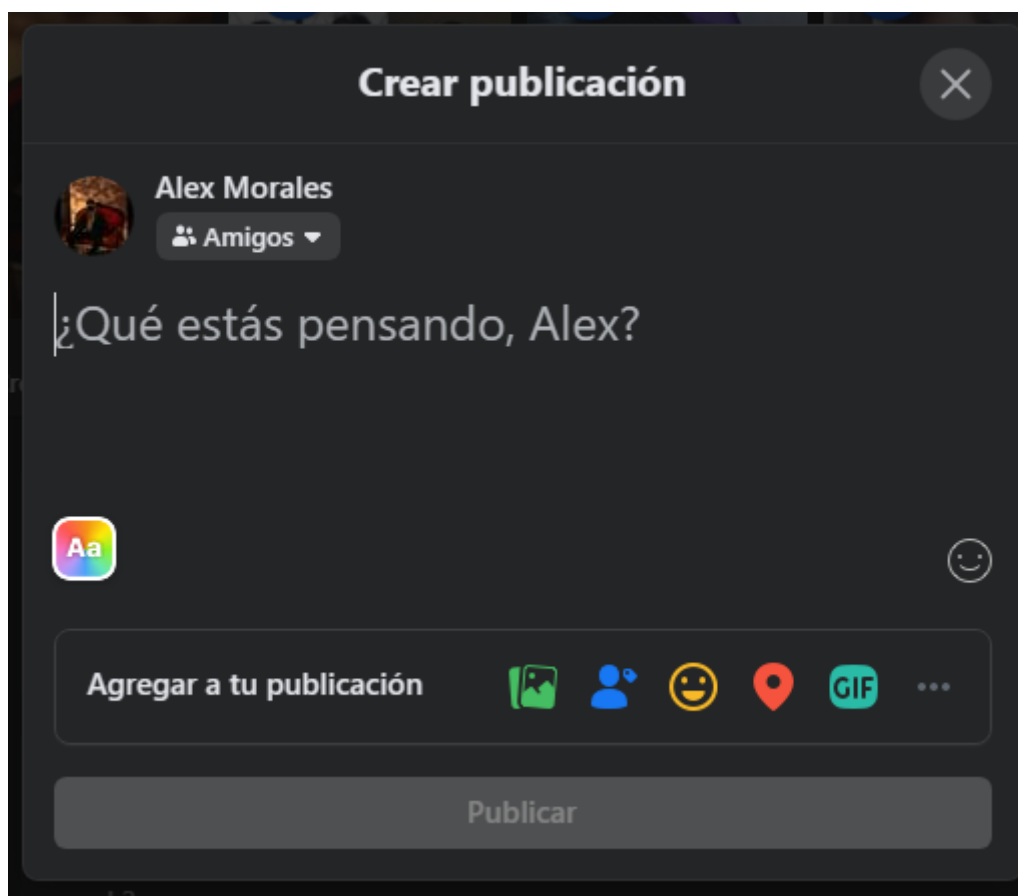 Crear publicación
Alex Morales
Amigos
¿Qué estás pensando, Alex?
Aa
Agregar a tu publicación
GIF
Publicar